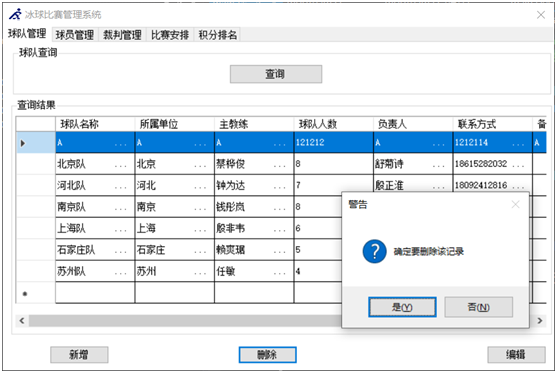 冰球比赛管理系统
球队管理 球员管理 裁判管理 比赛安排 积分排名
球队查询
查询
查询结果
球队名称 所属单位 主教练 球队人数 负责人 联系方式 备
A ... A ... A ... 121212 A ... 1212114 ... A
北京队 ... 北京 ... 蔡桦俊 ... 8 舒菊诗 ... 18615282032 ...
河北队 ... 河北 ... 钟为达 ... 7 殷正淮 ... 18092412816 ...
南京队 ... 南京 ... 钱彤岚 ... 8
上海队 ... 上海 ... 殷非韦 ... 6
石家庄队 ... 石家庄 ... 赖奕琚 ... 5
苏州队 ... 苏州 ... 任敏 ... 4
警告
确定要删除该记录
是(Y) 否(N)
新增 删除 编辑